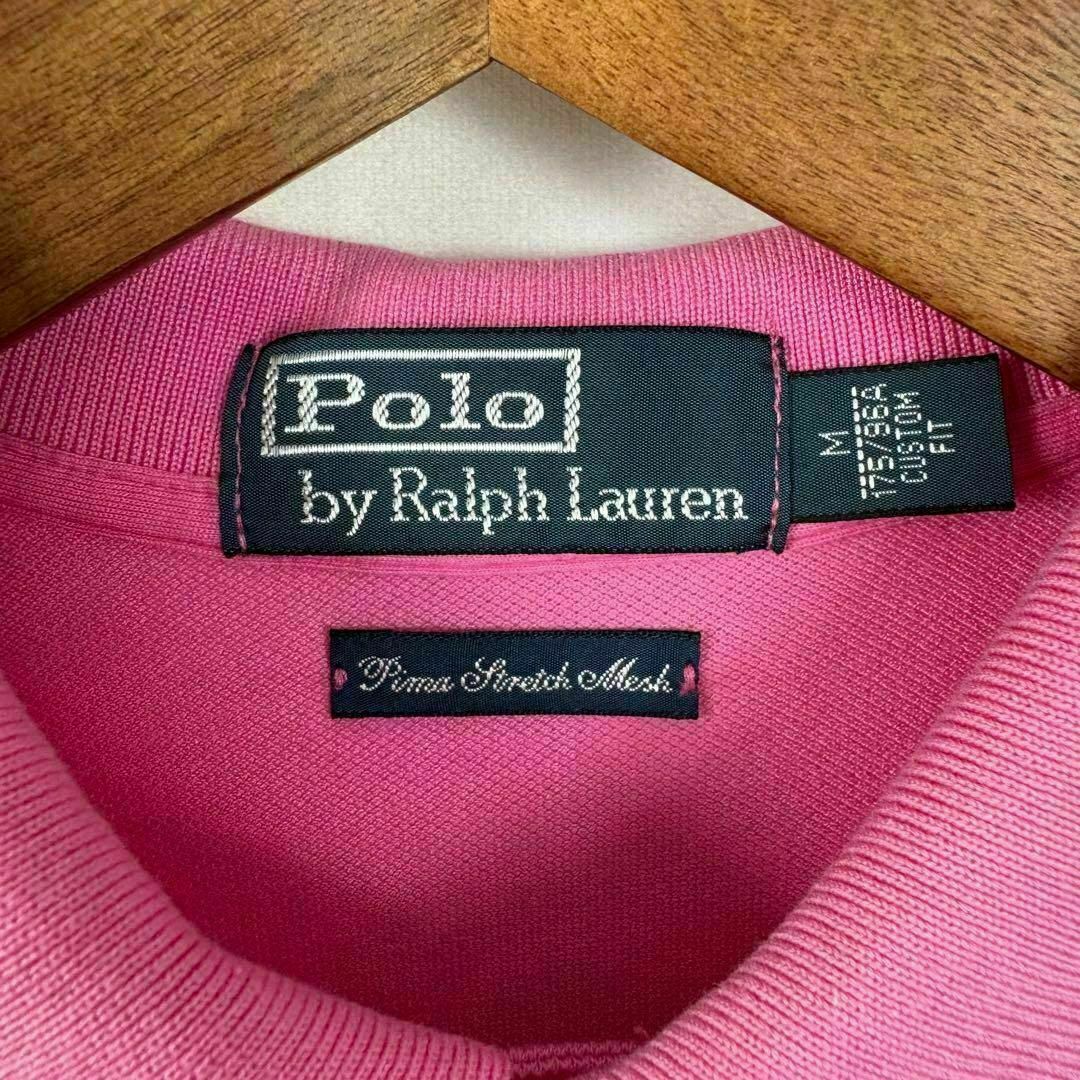 Polo
by Ralph Lauren
M
175/96A
CUSTOM
FIT
Pima Stretch Mesh